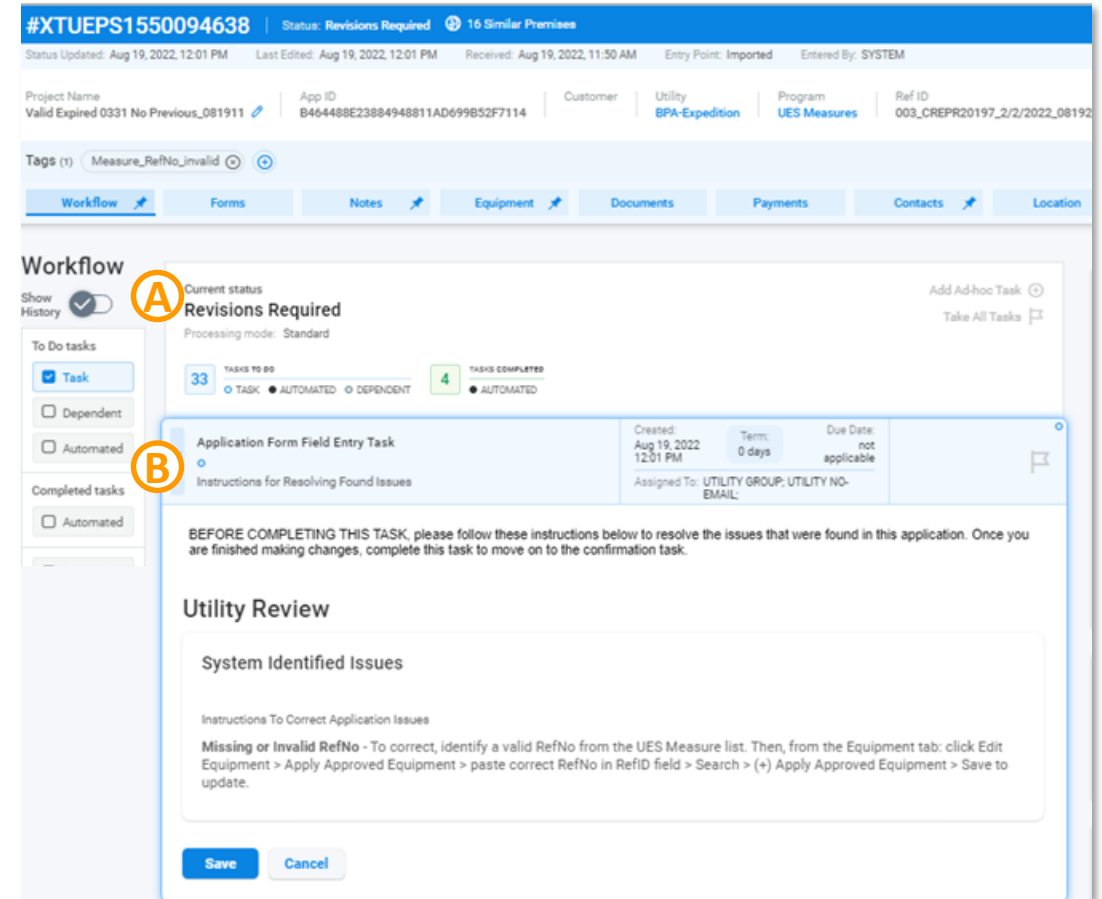 #XTUEPS1550094638 Status: Revisions Required 16 Similar Premises
Status Updated: Aug 19, 2022, 12:01 PM Last Edited: Aug 19, 2022, 12:01 PM Received: Aug 19, 2022, 11:50 AM Entry Point: Imported Entered By: SYSTEM
Project Name App ID Customer Utility Program Ref ID
Valid Expired 0331 No Previous_081911 B464488E23884948811AD699B52F7114 BPA-Expedition UES Measures 003_CREPR20197_2/2/2022_08192
Tags (1) Measure_RefNo_invalid
Workflow Forms Notes Equipment Documents Payments Contacts Location
Workflow
Show
History
To Do tasks
Task
Dependent
Automated
Completed tasks
Automated
A
Current status
Revisions Required
Processing mode: Standard
Add Ad-hoc Task
Take All Tasks
33 TASKS TO DO
TASK AUTOMATED DEPENDENT
4 TASKS COMPLETED
AUTOMATED
B
Application Form Field Entry Task
Instructions for Resolving Found Issues
Created:
Aug 19, 2022
12:01 PM
Term:
0 days
Due Date:
not
applicable
Assigned To: UTILITY GROUP; UTILITY NO-
EMAIL;
BEFORE COMPLETING THIS TASK, please follow these instructions below to resolve the issues that were found in this application. Once you
are finished making changes, complete this task to move on to the confirmation task.
Utility Review
System Identified Issues
Instructions To Correct Application Issues
Missing or Invalid RefNo - To correct, identify a valid RefNo from the UES Measure list. Then, from the Equipment tab: click Edit
Equipment > Apply Approved Equipment > paste correct RefNo in RefID field > Search > (+) Apply Approved Equipment > Save to
update.
Save Cancel